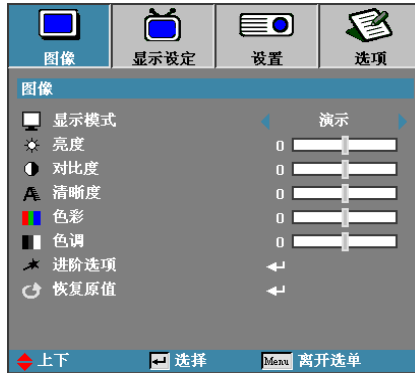 图像 显示设定 设置 选项
图像
显示模式 演示
亮度 0
对比度 0
清晰度 0
色彩 0
色调 0
进阶选项
恢复原值
上下 选择 Menu 离开选单